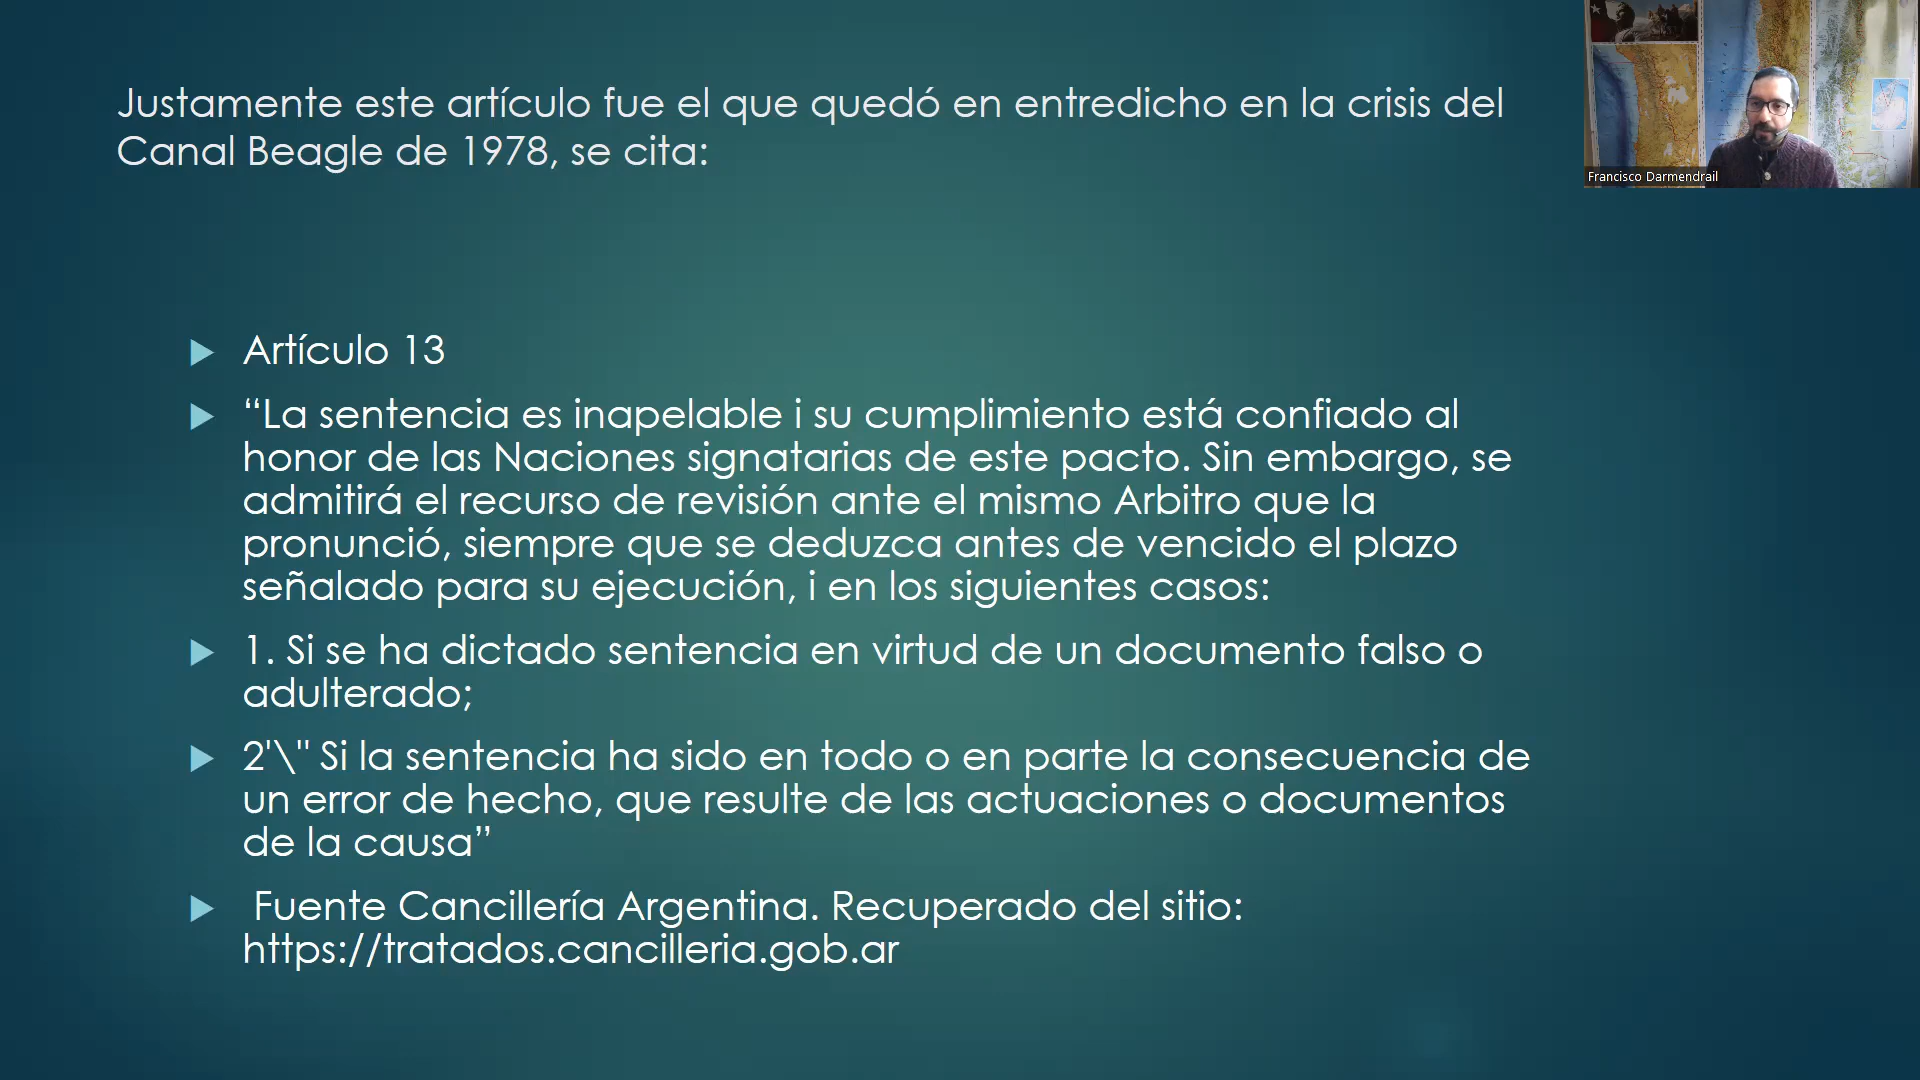 Justamente este artículo fue el que quedó en entredicho en la crisis del
Canal Beagle de 1978, se cita:
Francisco Darmendrail
Artículo 13
“La sentencia es inapelable i su cumplimiento está confiado al
honor de las Naciones signatarias de este pacto. Sin embargo, se
admitirá el recurso de revisión ante el mismo Arbitro que la
pronunció, siempre que se deduzca antes de vencido el plazo
señalado para su ejecución, i en los siguientes casos:
1. Si se ha dictado sentencia en virtud de un documento falso o
adulterado;
2'\" Si la sentencia ha sido en todo o en parte la consecuencia de
un error de hecho, que resulte de las actuaciones o documentos
de la causa”
Fuente Cancillería Argentina. Recuperado del sitio:
https://tratados.cancilleria.gob.ar